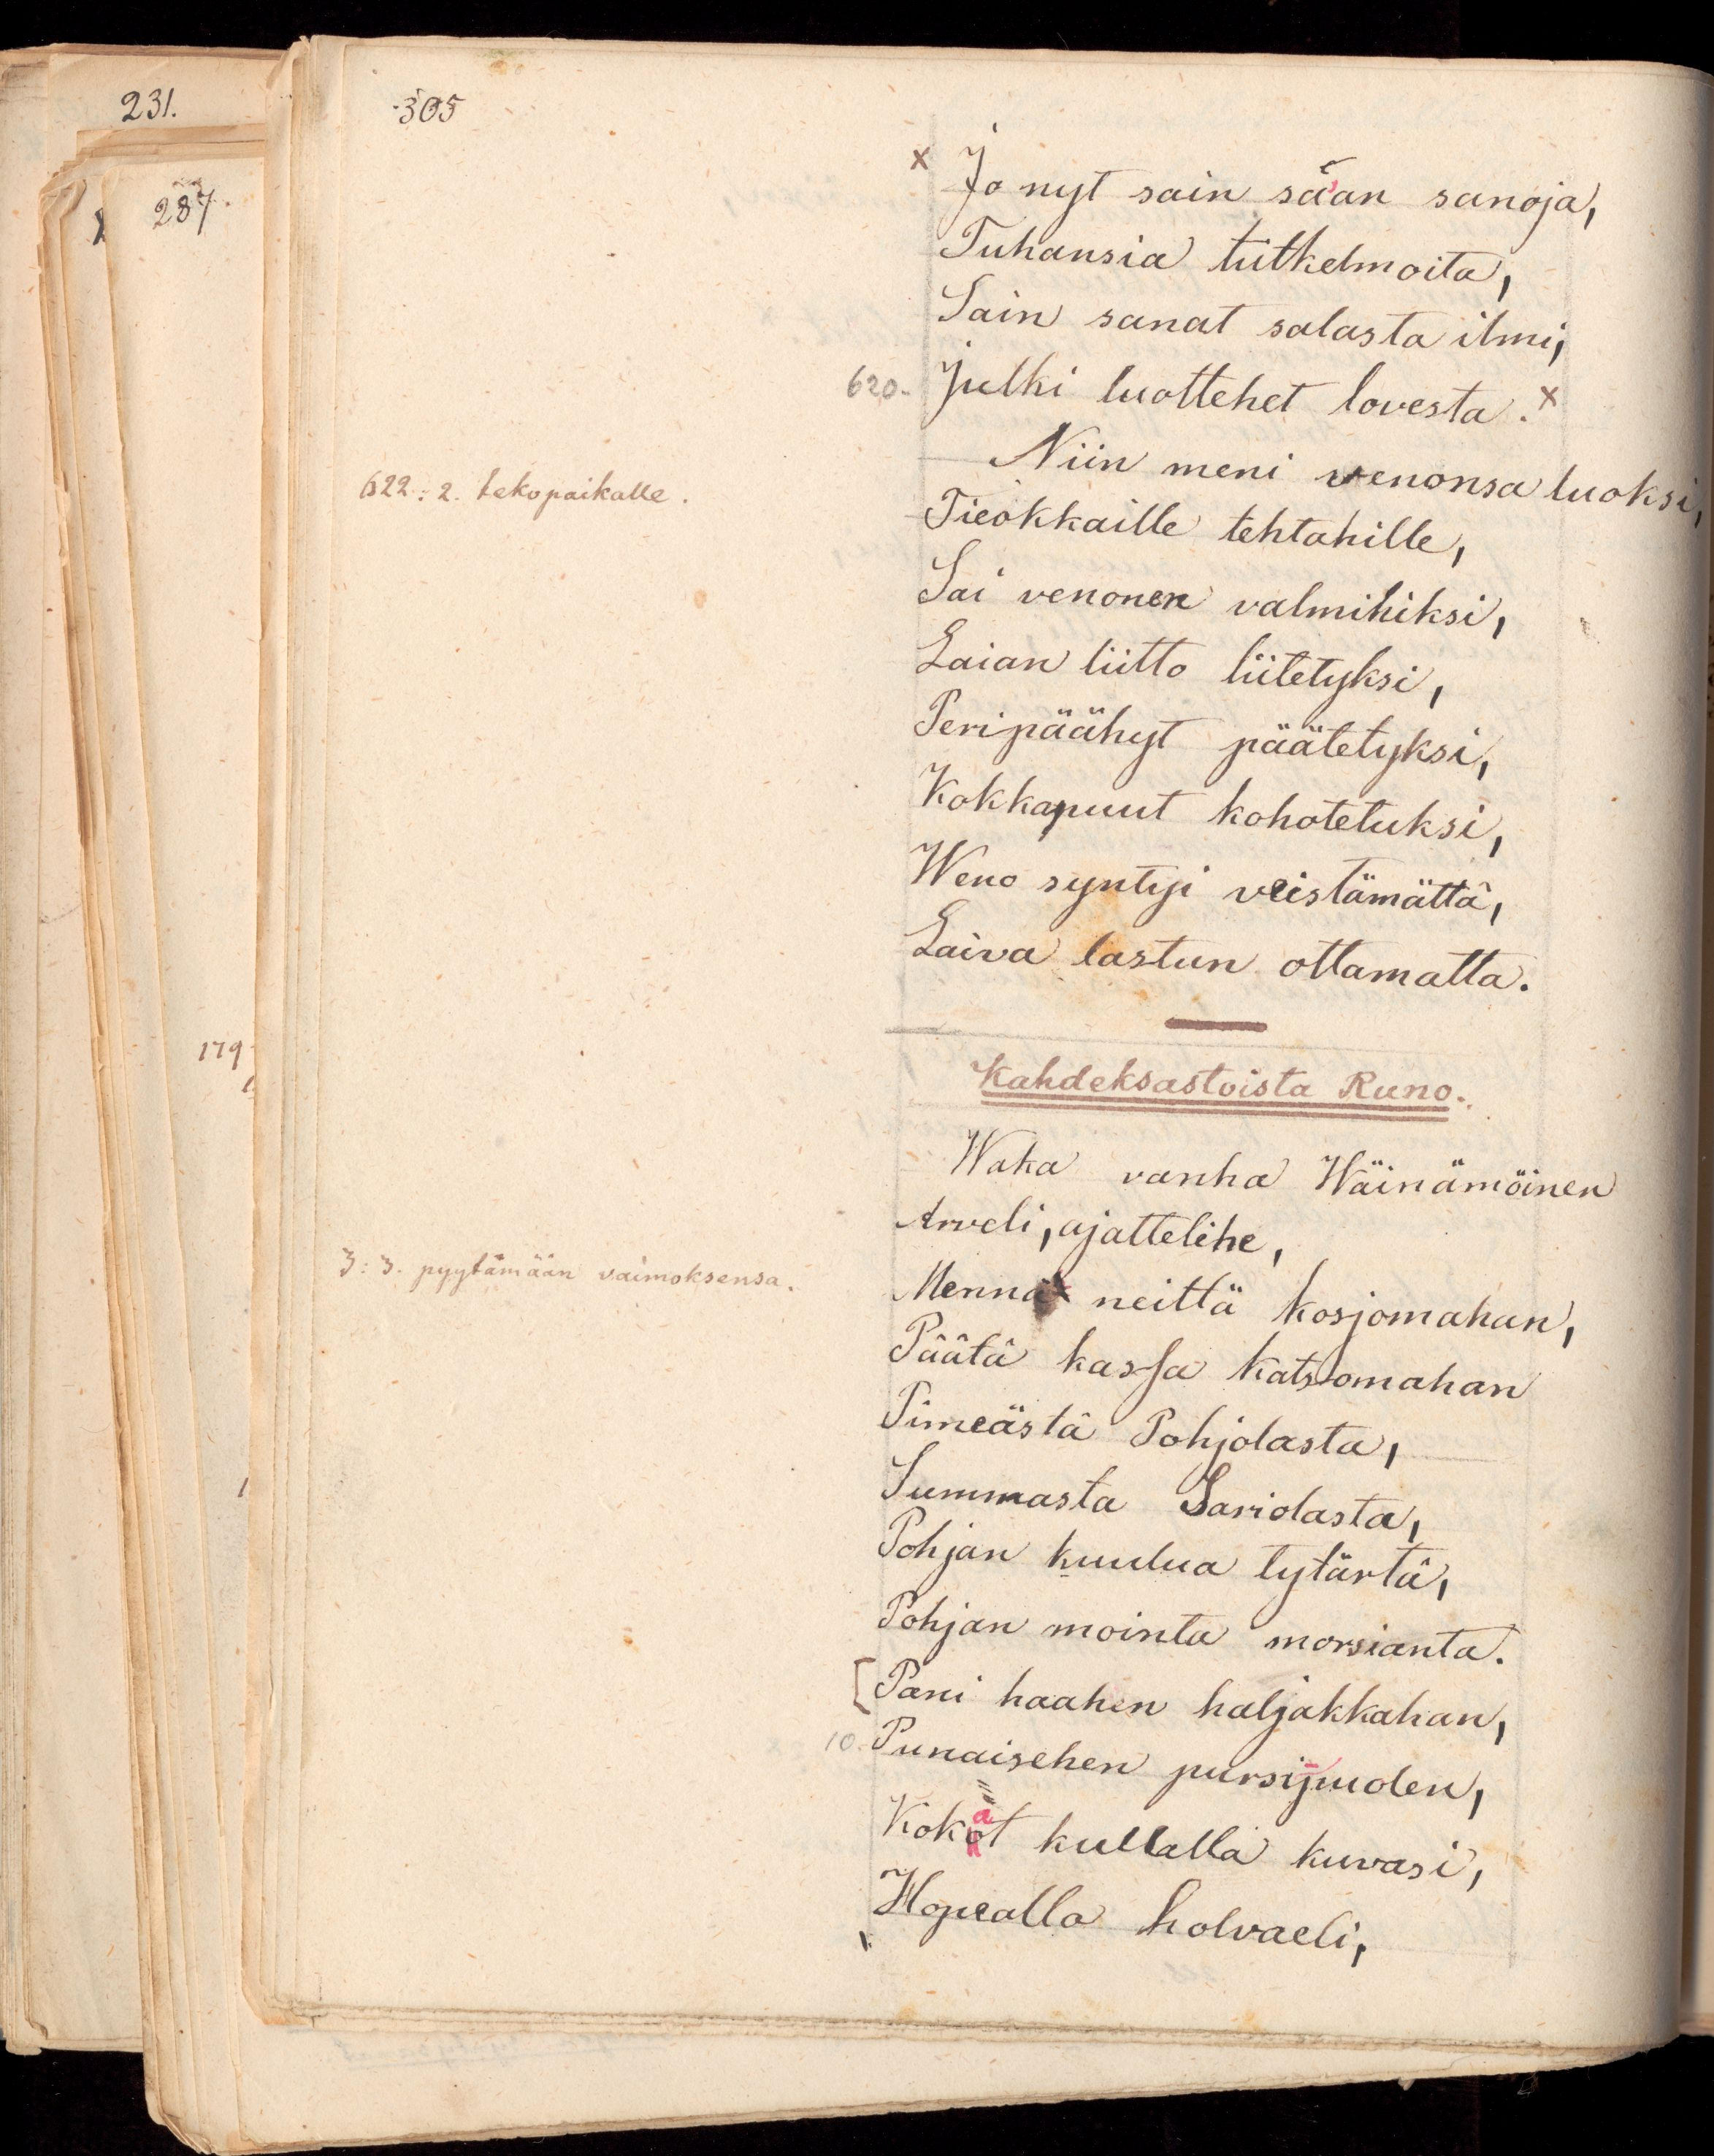 231.
287.
179
305
x Jo nyt sain sa'an sanoja,
Tuhansia tutkelmoita,
Sain sanat salasta ilmi,
620. Julki luottehet lovesta. x
Niin meni venonsa luoksi,
622: 2. tekopaikalle.
Tieokkaille tehtahille,
Sai venonen valmihiksi,
Laian liitto liitetyksi,
Peripäähyt päätetyksi,
Kokkapuut kohotetuksi,
Weno syntyi veistämättä,
Laiva lastun ottamatta.
Kahdeksastoista Runo.
Waka vanha Wäinämöinen
Arveli, ajattelihe,
3: 3. pyytämään vaimoksensa.
Mennä neittä kosjomahan,
Päätä kassa katsomahan
Pimeästä Pohjolasta,
Summasta Sariolasta,
Pohjan kuulua tytärtä,
Pohjan mointa morsianta.
[Pani haahen haljakkahan,
10. Punaisehen pursipuolen,
Kokat kullalla kuvasi,
Hopealla holvaeli,